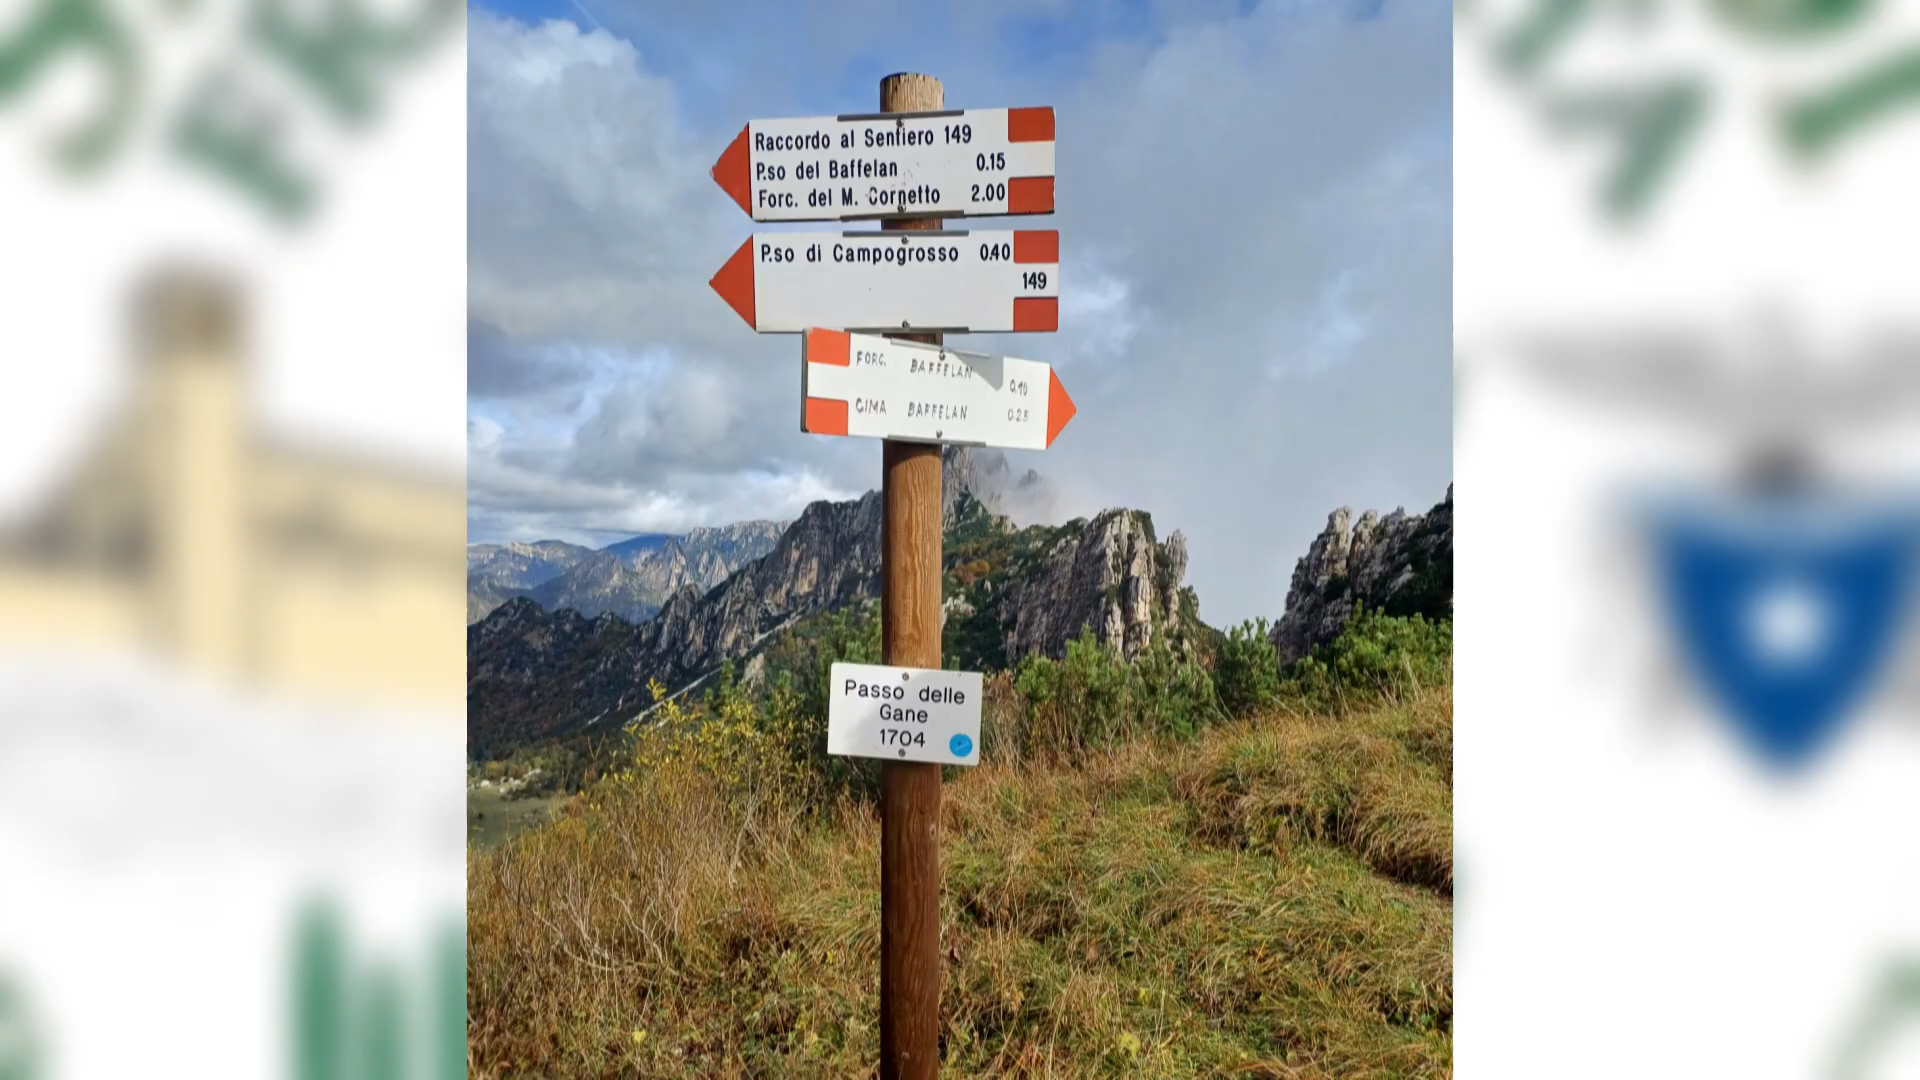 Raccordo al Sentiero 149
P.so del Baffelan 0.15
Forc. del M. Cornetto 2.00
P.so di Campogrosso 0.40
149
FORC. BAFFELAN 0.10
CIMA BAFFELAN 0.25
Passo delle
Gane
1704